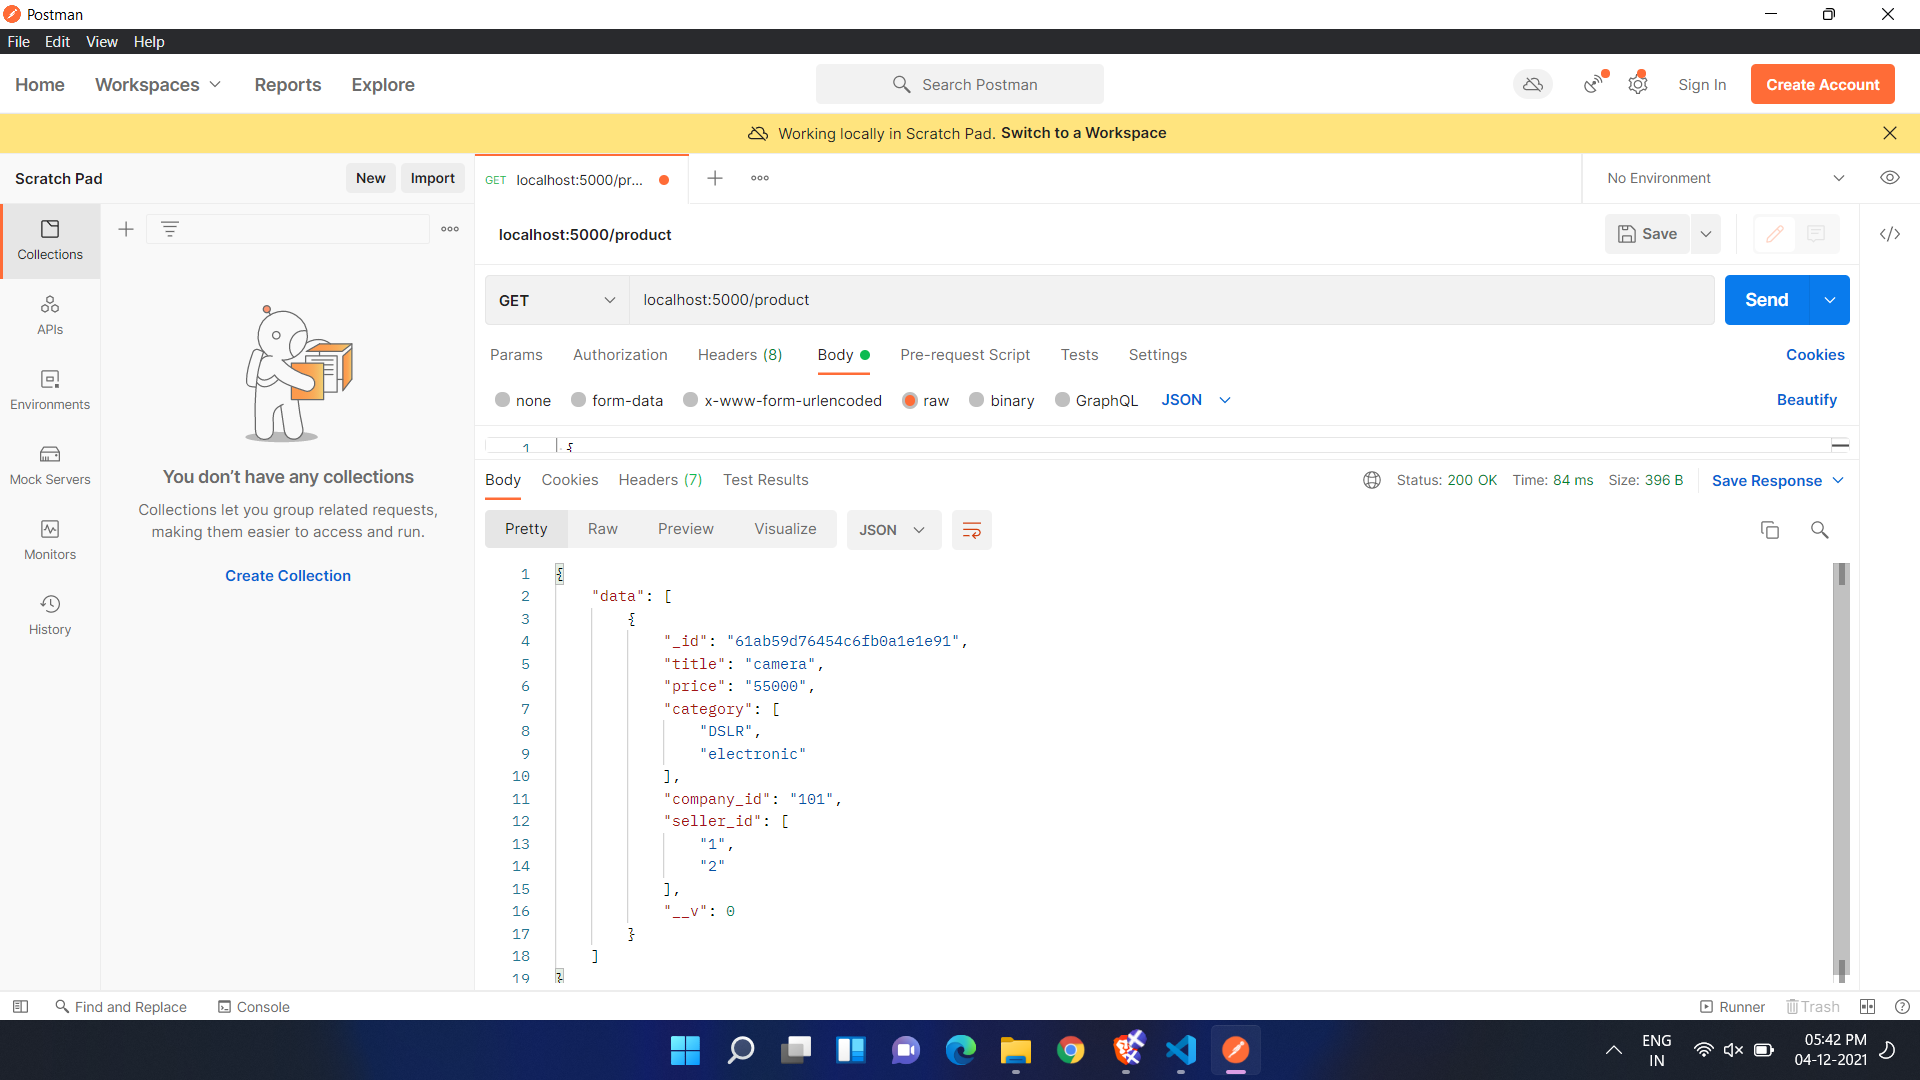 Postman
File Edit View Help
Home Workspaces Reports Explore Search Postman Sign In Create Account
Working locally in Scratch Pad. Switch to a Workspace
Scratch Pad New Import GET localhost:5000/pr... No Environment
localhost:5000/product Save
Collections
GET localhost:5000/product Send
APIs
Params Authorization Headers (8) Body Pre-request Script Tests Settings Cookies
none form-data x-www-form-urlencoded raw binary GraphQL JSON Beautify
Environments
1 {
Mock Servers
You don’t have any collections
Collections let you group related requests,
making them easier to access and run.
Create Collection
Monitors
History
Body Cookies Headers (7) Test Results Status: 200 OK Time: 84 ms Size: 396 B Save Response
Pretty Raw Preview Visualize JSON
1 {
2 "data": [
3 {
4 "_id": "61ab59d76454c6fb0a1e1e91",
5 "title": "camera",
6 "price": "55000",
7 "category": [
8 "DSLR",
9 "electronic"
10 ],
11 "company_id": "101",
12 "seller_id": [
13 "1",
14 "2"
15 ],
16 "__v": 0
17 }
18 ]
19 }
Find and Replace Console Runner Trash
ENG
IN
05:42 PM
04-12-2021